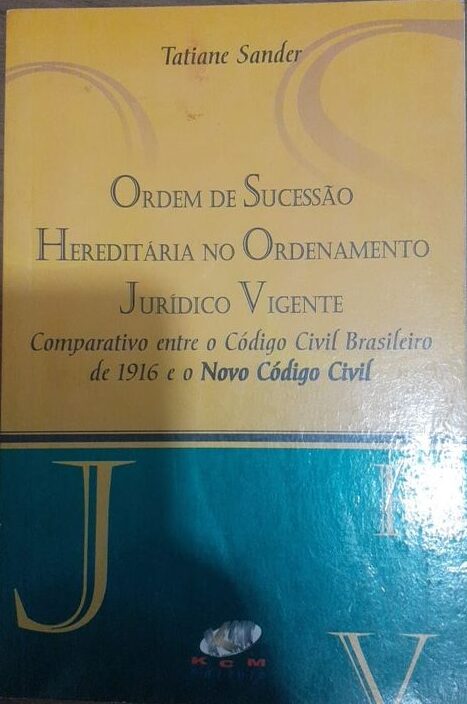 Tatiane Sander
ORDEM DE SUCESSÃO
HEREDITÁRIA NO ORDENAMENTO
JURÍDICO VIGENTE
Comparativo entre o Código Civil Brasileiro
de 1916 e o Novo Código Civil
J
V
KCM